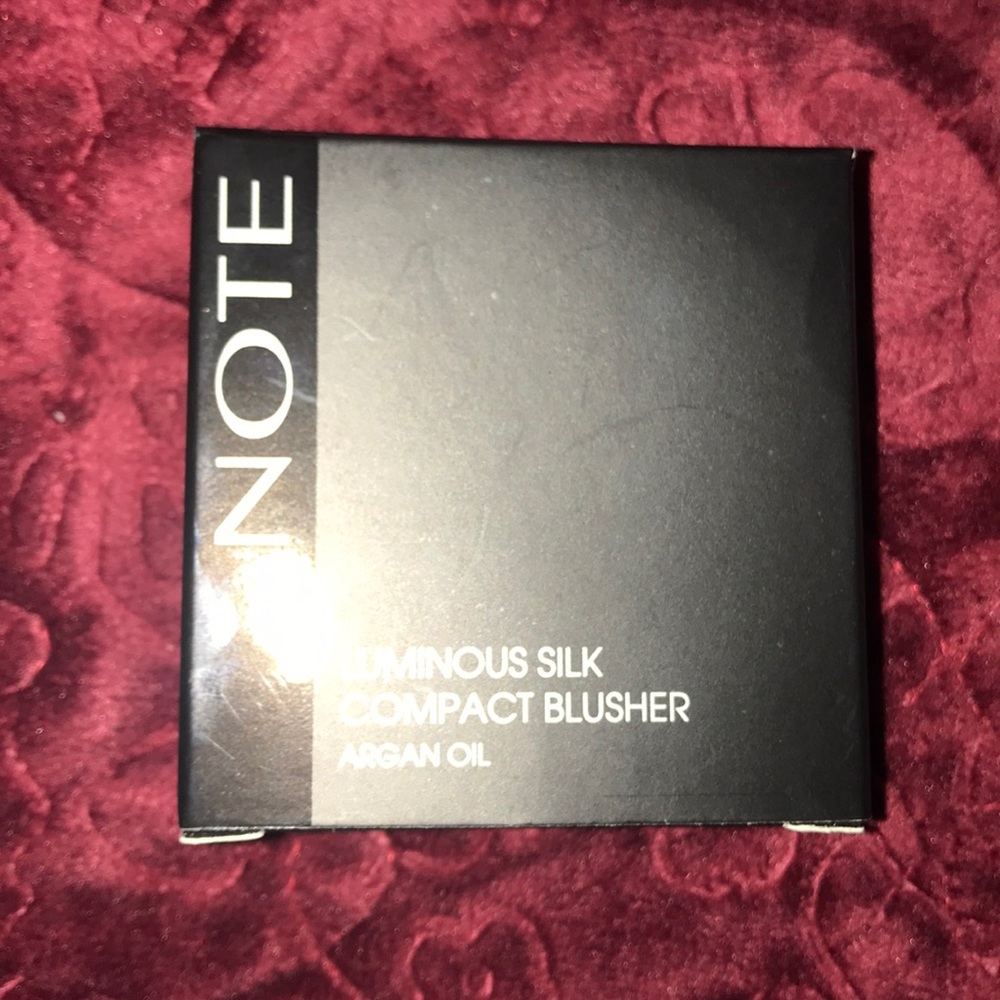 NOTE
LUMINOUS SILK
COMPACT BLUSHER
ARGAN OIL